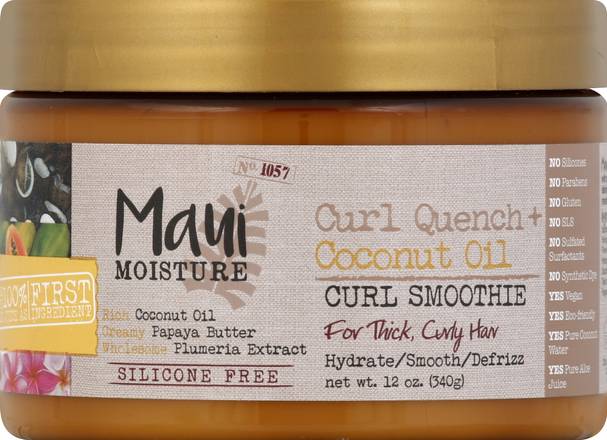 No. 1057
Maui
MOISTURE
Curl Quench+
Coconut Oil
CURL SMOOTHIE
For Thick, Curly Hair
Hydrate/Smooth/Defrizz
net wt. 12 oz. (340g)
100% FIRST
INGREDIENT
Rich Coconut Oil
Creamy Papaya Butter
Wholesome Plumeria Extract
SILICONE FREE
NO Silicones
NO Parabens
NO Gluten
NO SLS
NO Sulfated
Surfactants
NO Synthetic Dye
YES Vegan
YES Eco-friendly
YES Pure Coconut
Water
YES Pure Aloe
Juice